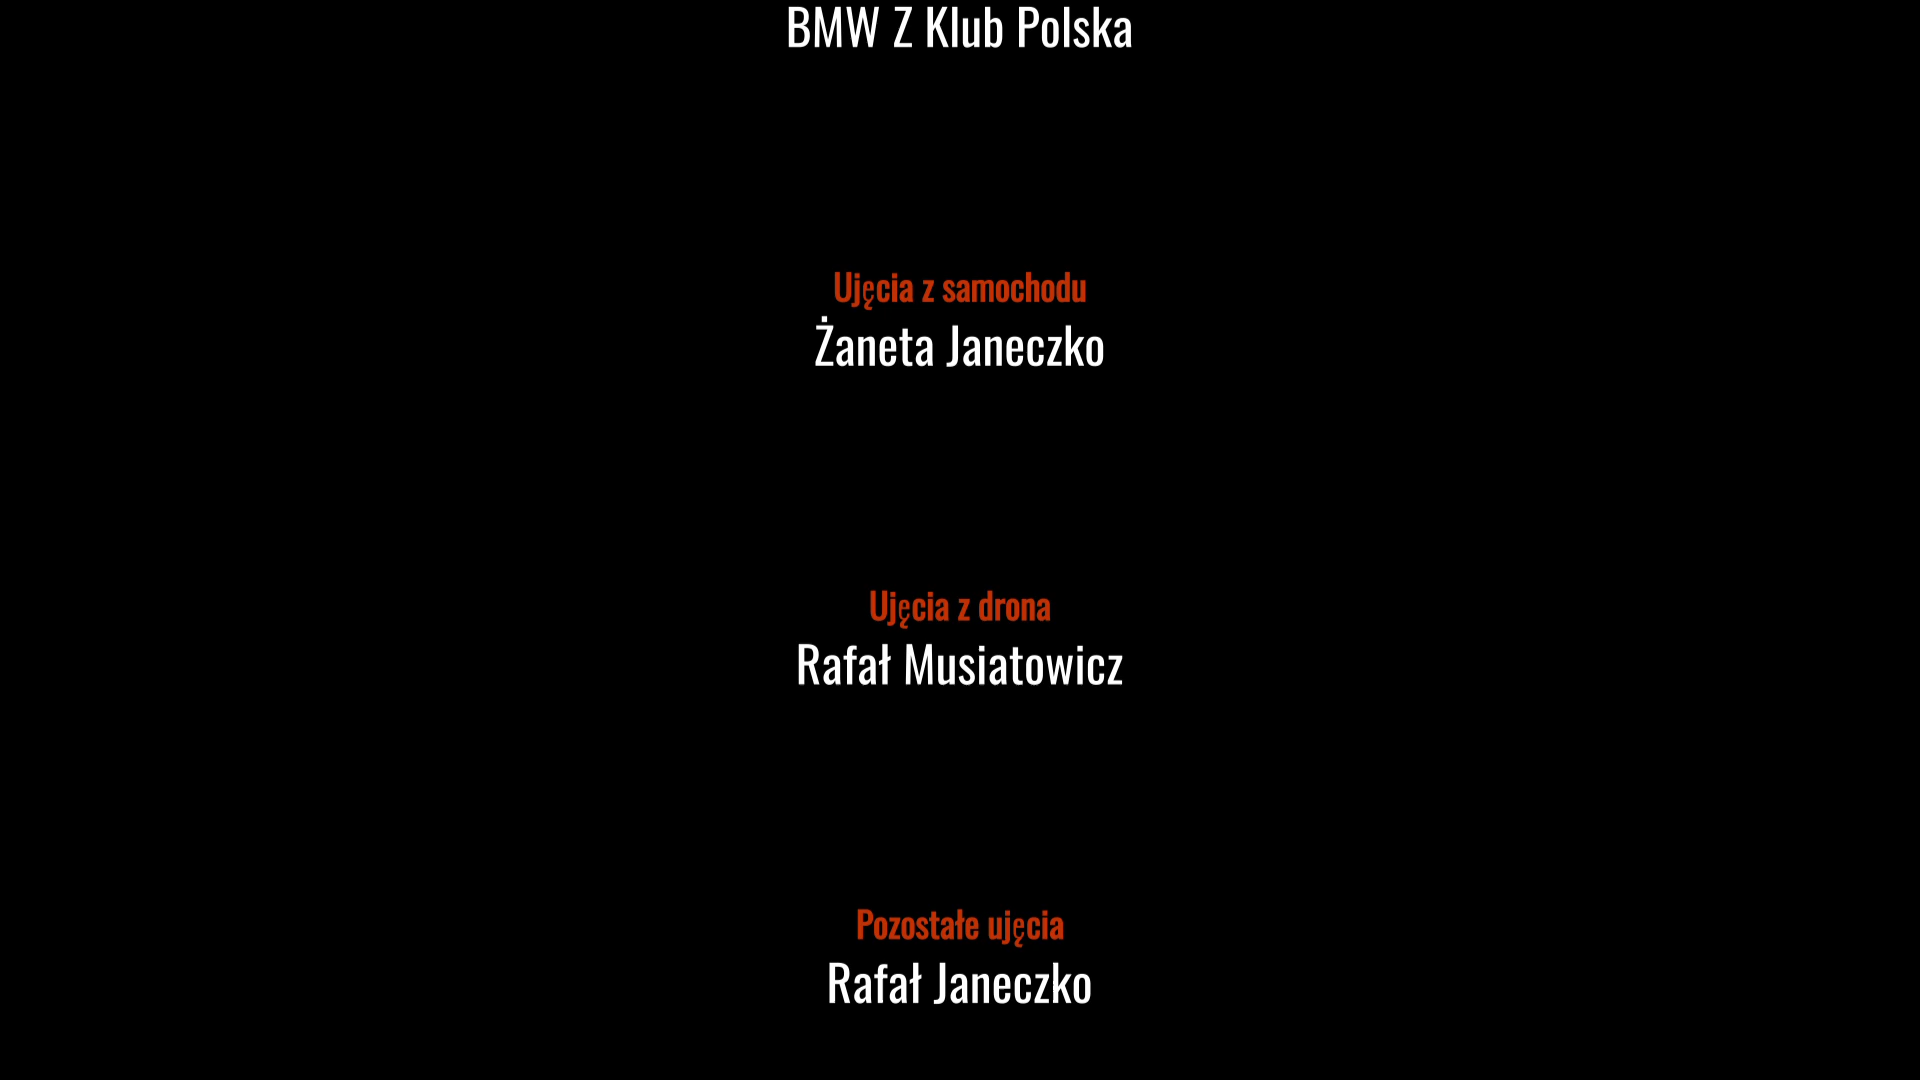 BMW Z Klub Polska
Ujęcia z samochodu
Żaneta Janeczko
Ujęcia z drona
Rafał Musiatowicz
Pozostałe ujęcia
Rafał Janeczko